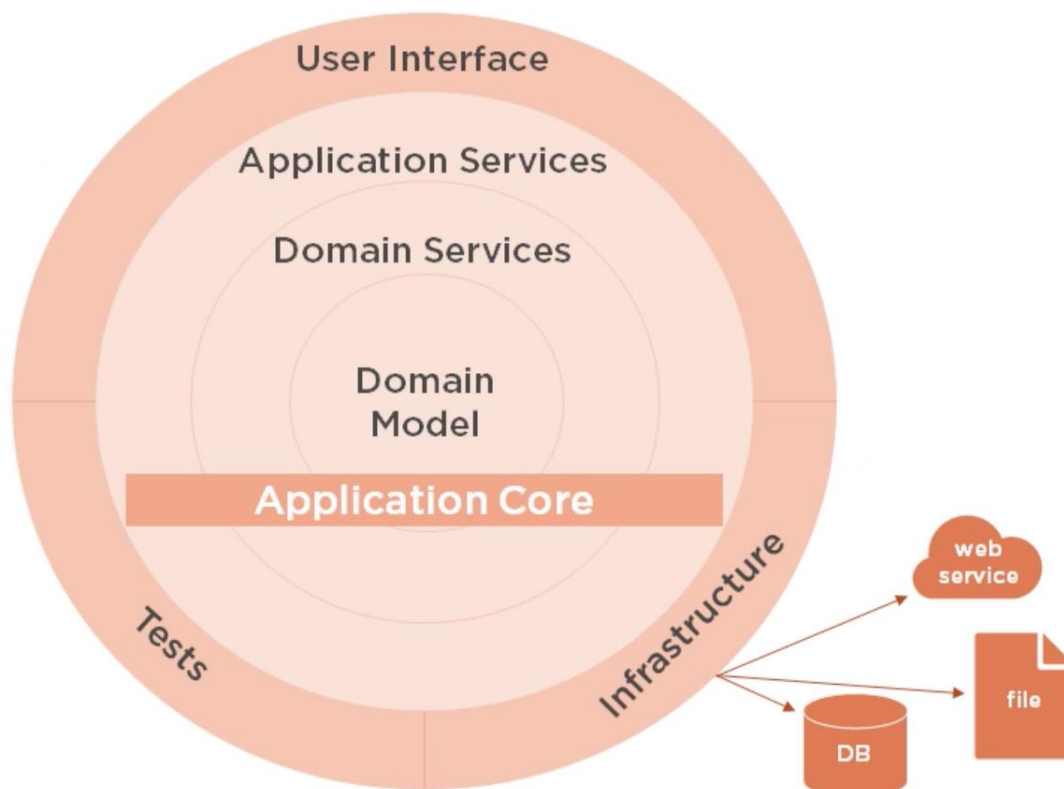 User Interface
Application Services
Domain Services
Domain
Model
Application Core
Tests
Infrastructure
web
service
file
DB